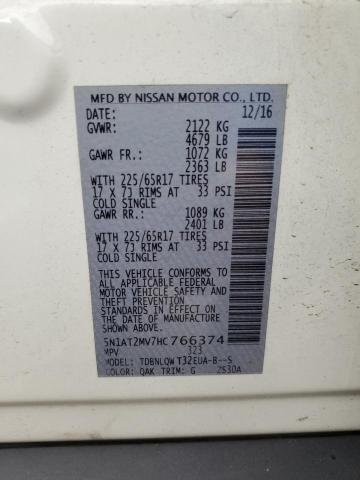 MFD BY NISSAN MOTOR CO., LTD.
DATE: 12/16
GVWR: 2122 KG
4679 LB
GAWR FR.: 1072 KG
2363 LB
WITH 225/65R17 TIRES
17 X 7J RIMS AT 33 PSI
COLD SINGLE
GAWR RR.: 1089 KG
2401 LB
WITH 225/65R17 TIRES
17 X 7J RIMS AT 33 PSI
COLD SINGLE
THIS VEHICLE CONFORMS TO
ALL APPLICABLE FEDERAL
MOTOR VEHICLE SAFETY BUMPER
AND THEFT PREVENTION
STANDARDS IN EFFECT ON THE
DATE OF MANUFACTURE SHOWN
ABOVE.
5N1AT2MV7HC766374
MPV 323
MODEL: TDBNLQW T32EUA-B--S
COLOR: QAK TRIM: G 2S30A